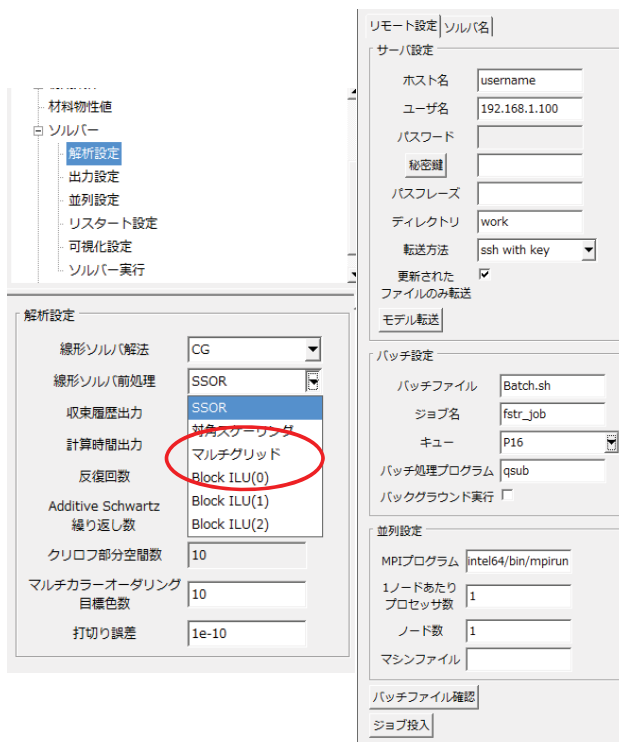 材料物性値
ソルバー
解析設定
出力設定
並列設定
リスタート設定
可視化設定
ソルバー実行
解析設定
線形ソルバ解法 CG
線形ソルバ前処理 SSOR
収束履歴出力
計算時間出力
反復回数
Additive Schwartz
繰り返し数
クリロフ部分空間数 10
マルチカラーオーダリング
目標色数 10
打切り誤差 1e-10
SSOR
対角スケーリング
マルチグリッド
Block ILU(0)
Block ILU(1)
Block ILU(2)
リモート設定 ソルバ名
サーバ設定
ホスト名 username
ユーザ名 192.168.1.100
パスワード
秘密鍵
パスフレーズ
ディレクトリ work
転送方法 ssh with key
更新された
ファイルのみ転送
モデル転送
バッチ設定
バッチファイル Batch.sh
ジョブ名 fstr_job
キュー P16
バッチ処理プログラム qsub
バックグラウンド実行
並列設定
MPIプログラム intel64/bin/mpirun
1ノードあたり
プロセッサ数 1
ノード数 1
マシンファイル
バッチファイル確認
ジョブ投入